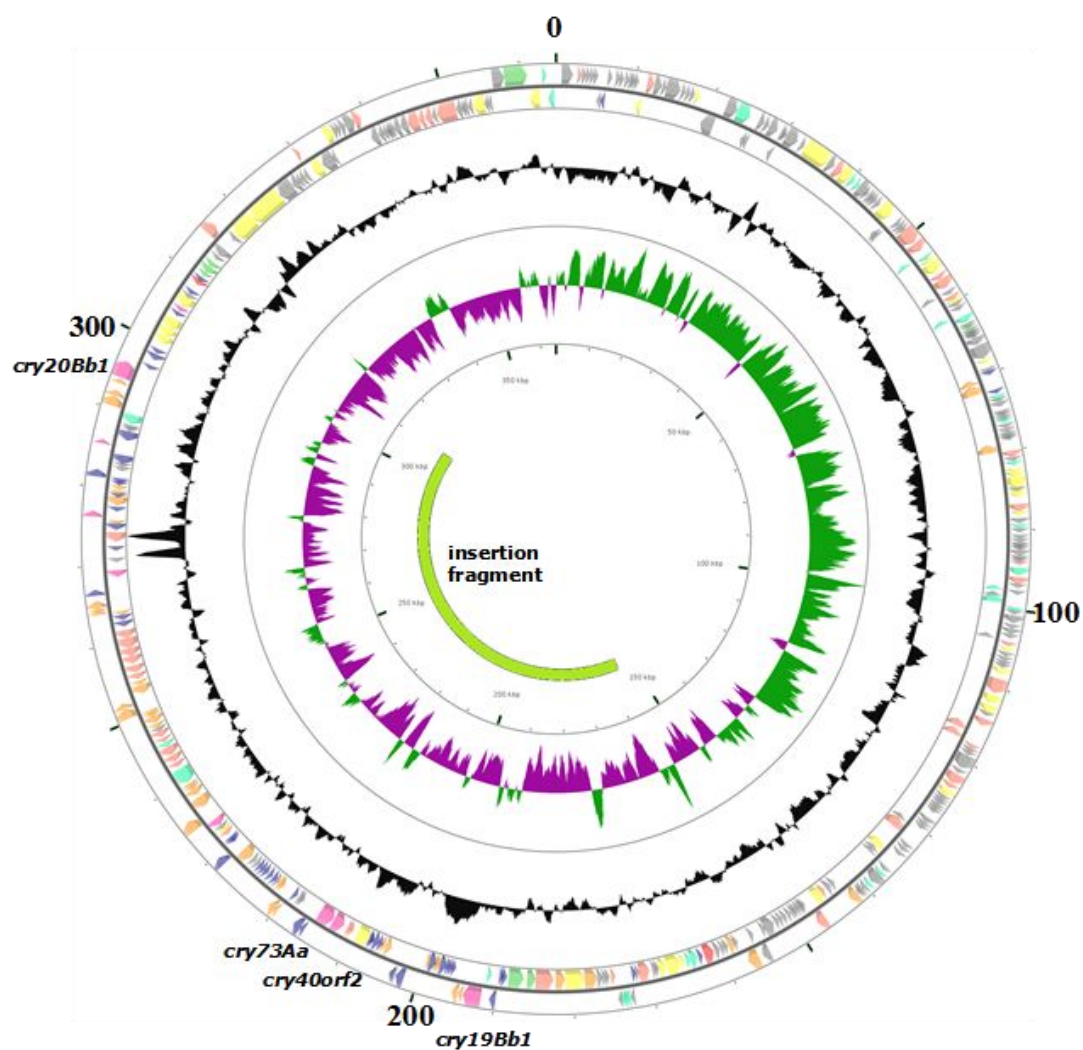 0
350 kbp
300
cry20Bb1
50 kbp
300 kbp
insertion
fragment
100 kbp
250 kbp
100
150 kbp
200 kbp
cry73Aa
cry40orf2
200
cry19Bb1